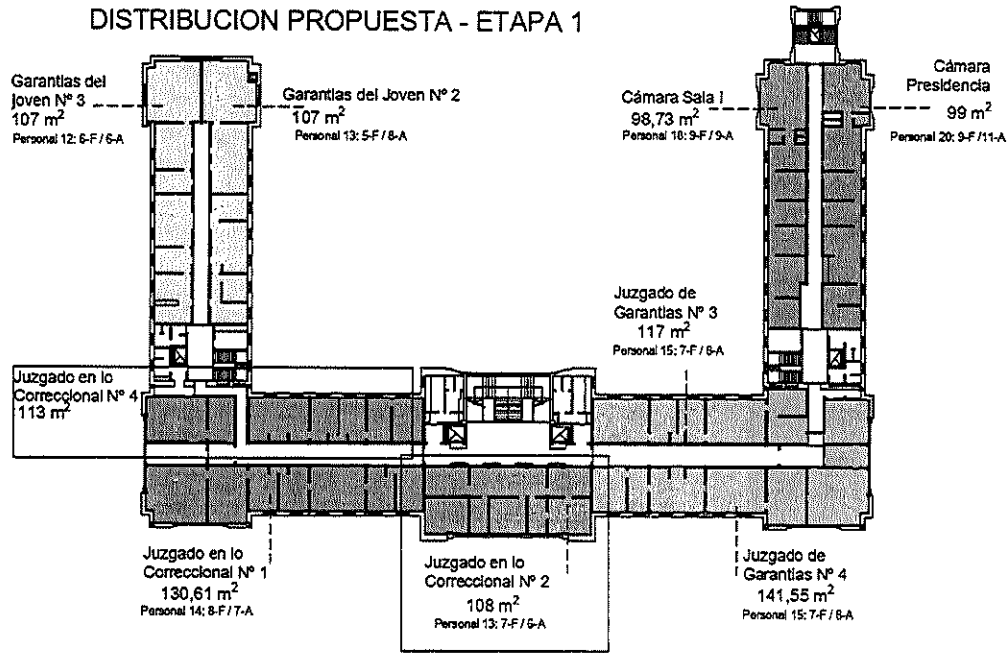 DISTRIBUCION PROPUESTA - ETAPA 1
Garantías del
joven Nº 3
107 m²
Personal 12: 6-F / 6-A
Garantías del Joven Nº 2
107 m²
Personal 13: 5-F / 8-A
Cámara Sala I
98,73 m²
Personal 18: 9-F / 9-A
Cámara
Presidencia
99 m²
Personal 20: 9-F / 11-A
Juzgado de
Garantías Nº 3
117 m²
Personal 15: 7-F / 8-A
Juzgado en lo
Correccional Nº 4
113 m²
Juzgado en lo
Correccional Nº 1
130,61 m²
Personal 14: 8-F / 7-A
Juzgado en lo
Correccional Nº 2
108 m²
Personal 13: 7-F / 6-A
Juzgado de
Garantías Nº 4
141,55 m²
Personal 15: 7-F / 8-A